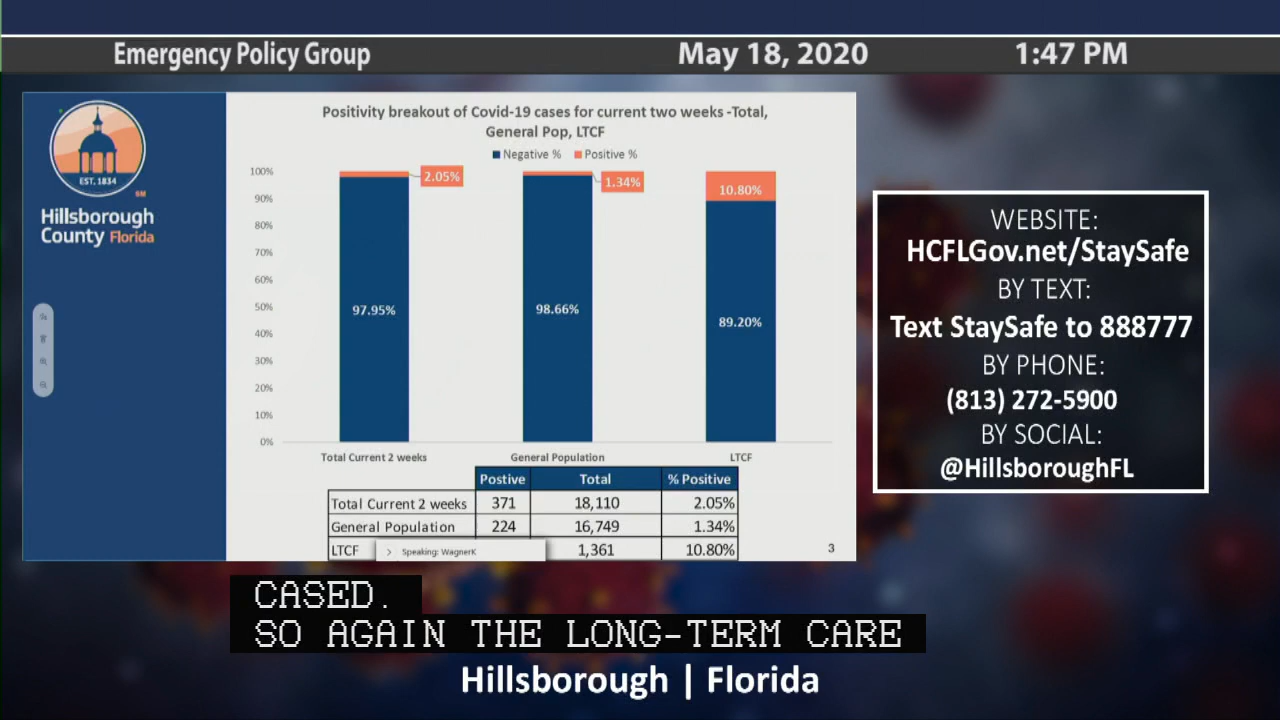 Emergency Policy Group
May 18, 2020
1:47 PM
EST. 1834
SM
Hillsborough
County Florida
Positivity breakout of Covid-19 cases for current two weeks -Total,
General Pop, LTCF
Negative % Positive %
100%
90%
80%
70%
60%
50%
40%
30%
20%
10%
0%
2.05%
97.95%
1.34%
98.66%
10.80%
89.20%
Total Current 2 weeks
General Population
LTCF
Postive Total % Positive
Total Current 2 weeks 371 18,110 2.05%
General Population 224 16,749 1.34%
LTCF 1,361 10.80%
> Speaking: WagnerK
3
WEBSITE:
HCFLGov.net/StaySafe
BY TEXT:
Text StaySafe to 888777
BY PHONE:
(813) 272-5900
BY SOCIAL:
@HillsboroughFL
CASED.
SO AGAIN THE LONG-TERM CARE
Hillsborough | Florida